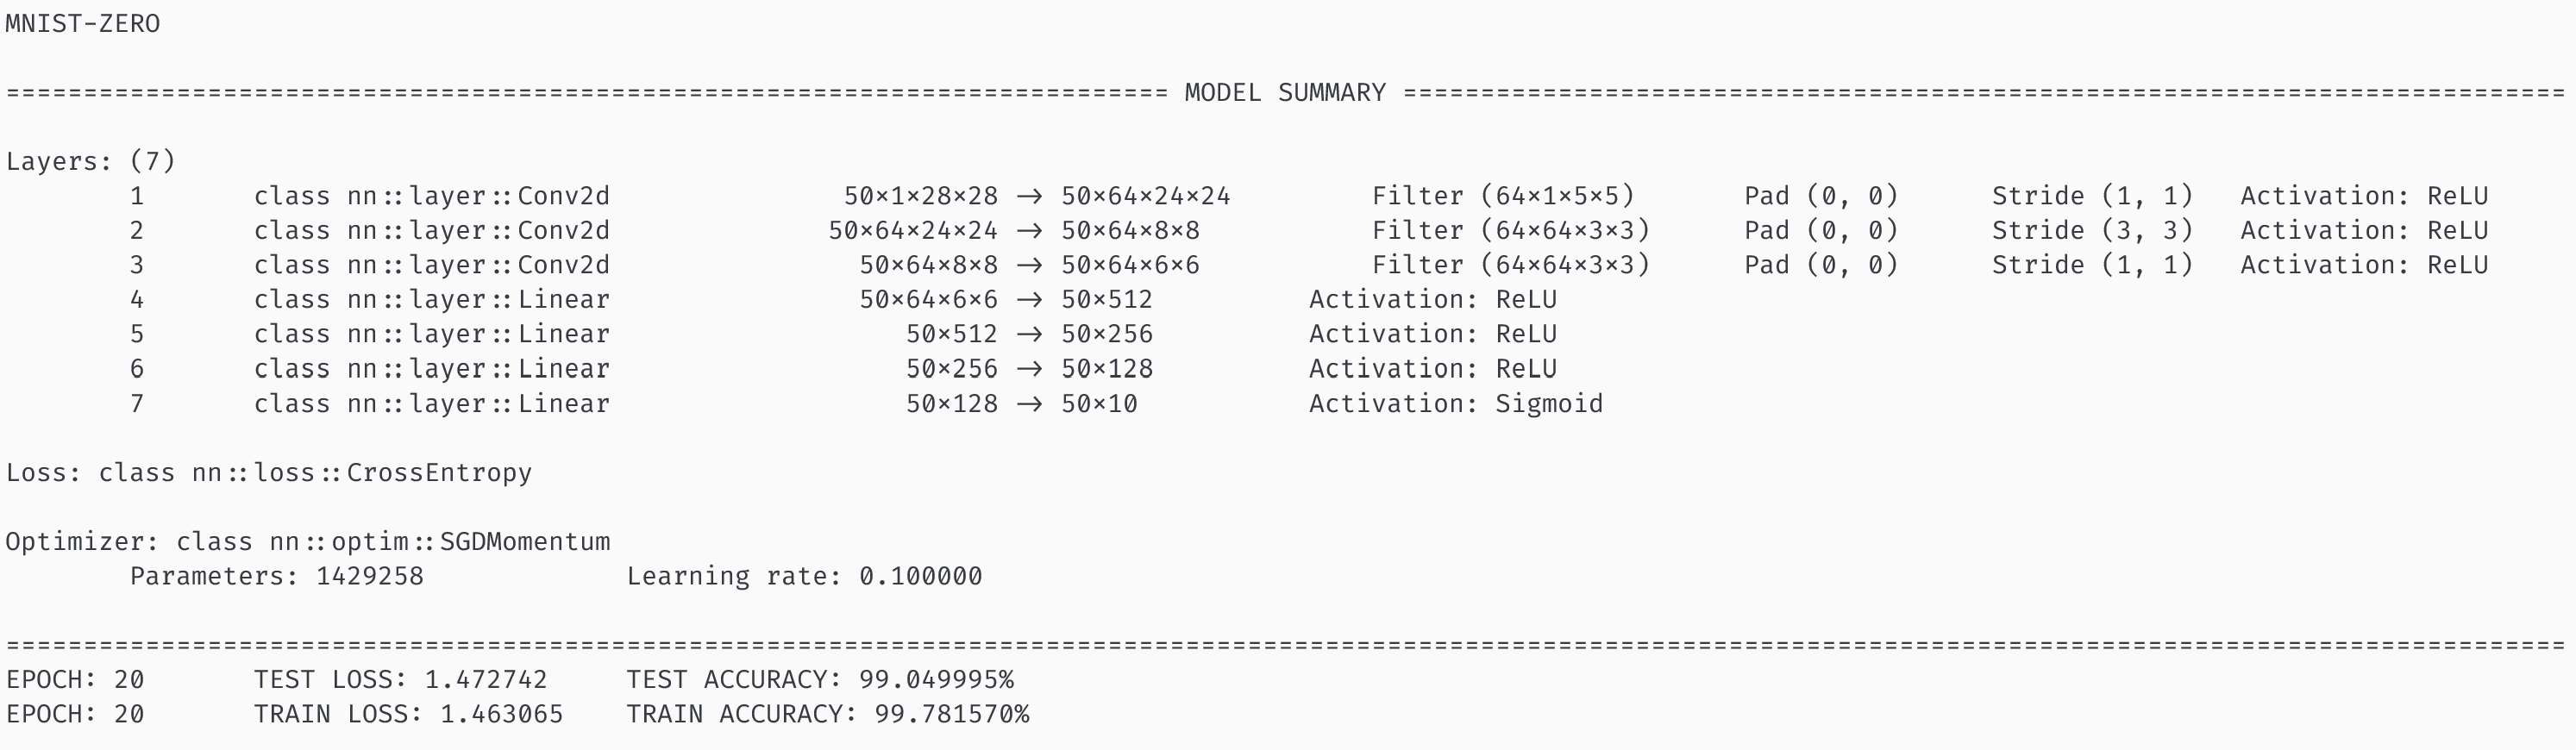 MNIST-ZERO
=========================================================================== MODEL SUMMARY ===========================================================================
Layers: (7)
1 class nn::layer::Conv2d 50×1×28×28 → 50×64×24×24 Filter (64×1×5×5) Pad (0, 0) Stride (1, 1) Activation: ReLU
2 class nn::layer::Conv2d 50×64×24×24 → 50×64×8×8 Filter (64×64×3×3) Pad (0, 0) Stride (3, 3) Activation: ReLU
3 class nn::layer::Conv2d 50×64×8×8 → 50×64×6×6 Filter (64×64×3×3) Pad (0, 0) Stride (1, 1) Activation: ReLU
4 class nn::layer::Linear 50×64×6×6 → 50×512 Activation: ReLU
5 class nn::layer::Linear 50×512 → 50×256 Activation: ReLU
6 class nn::layer::Linear 50×256 → 50×128 Activation: ReLU
7 class nn::layer::Linear 50×128 → 50×10 Activation: Sigmoid
Loss: class nn::loss::CrossEntropy
Optimizer: class nn::optim::SGDMomentum
Parameters: 1429258 Learning rate: 0.100000
=====================================================================================================================================================================
EPOCH: 20 TEST LOSS: 1.472742 TEST ACCURACY: 99.049995%
EPOCH: 20 TRAIN LOSS: 1.463065 TRAIN ACCURACY: 99.781570%